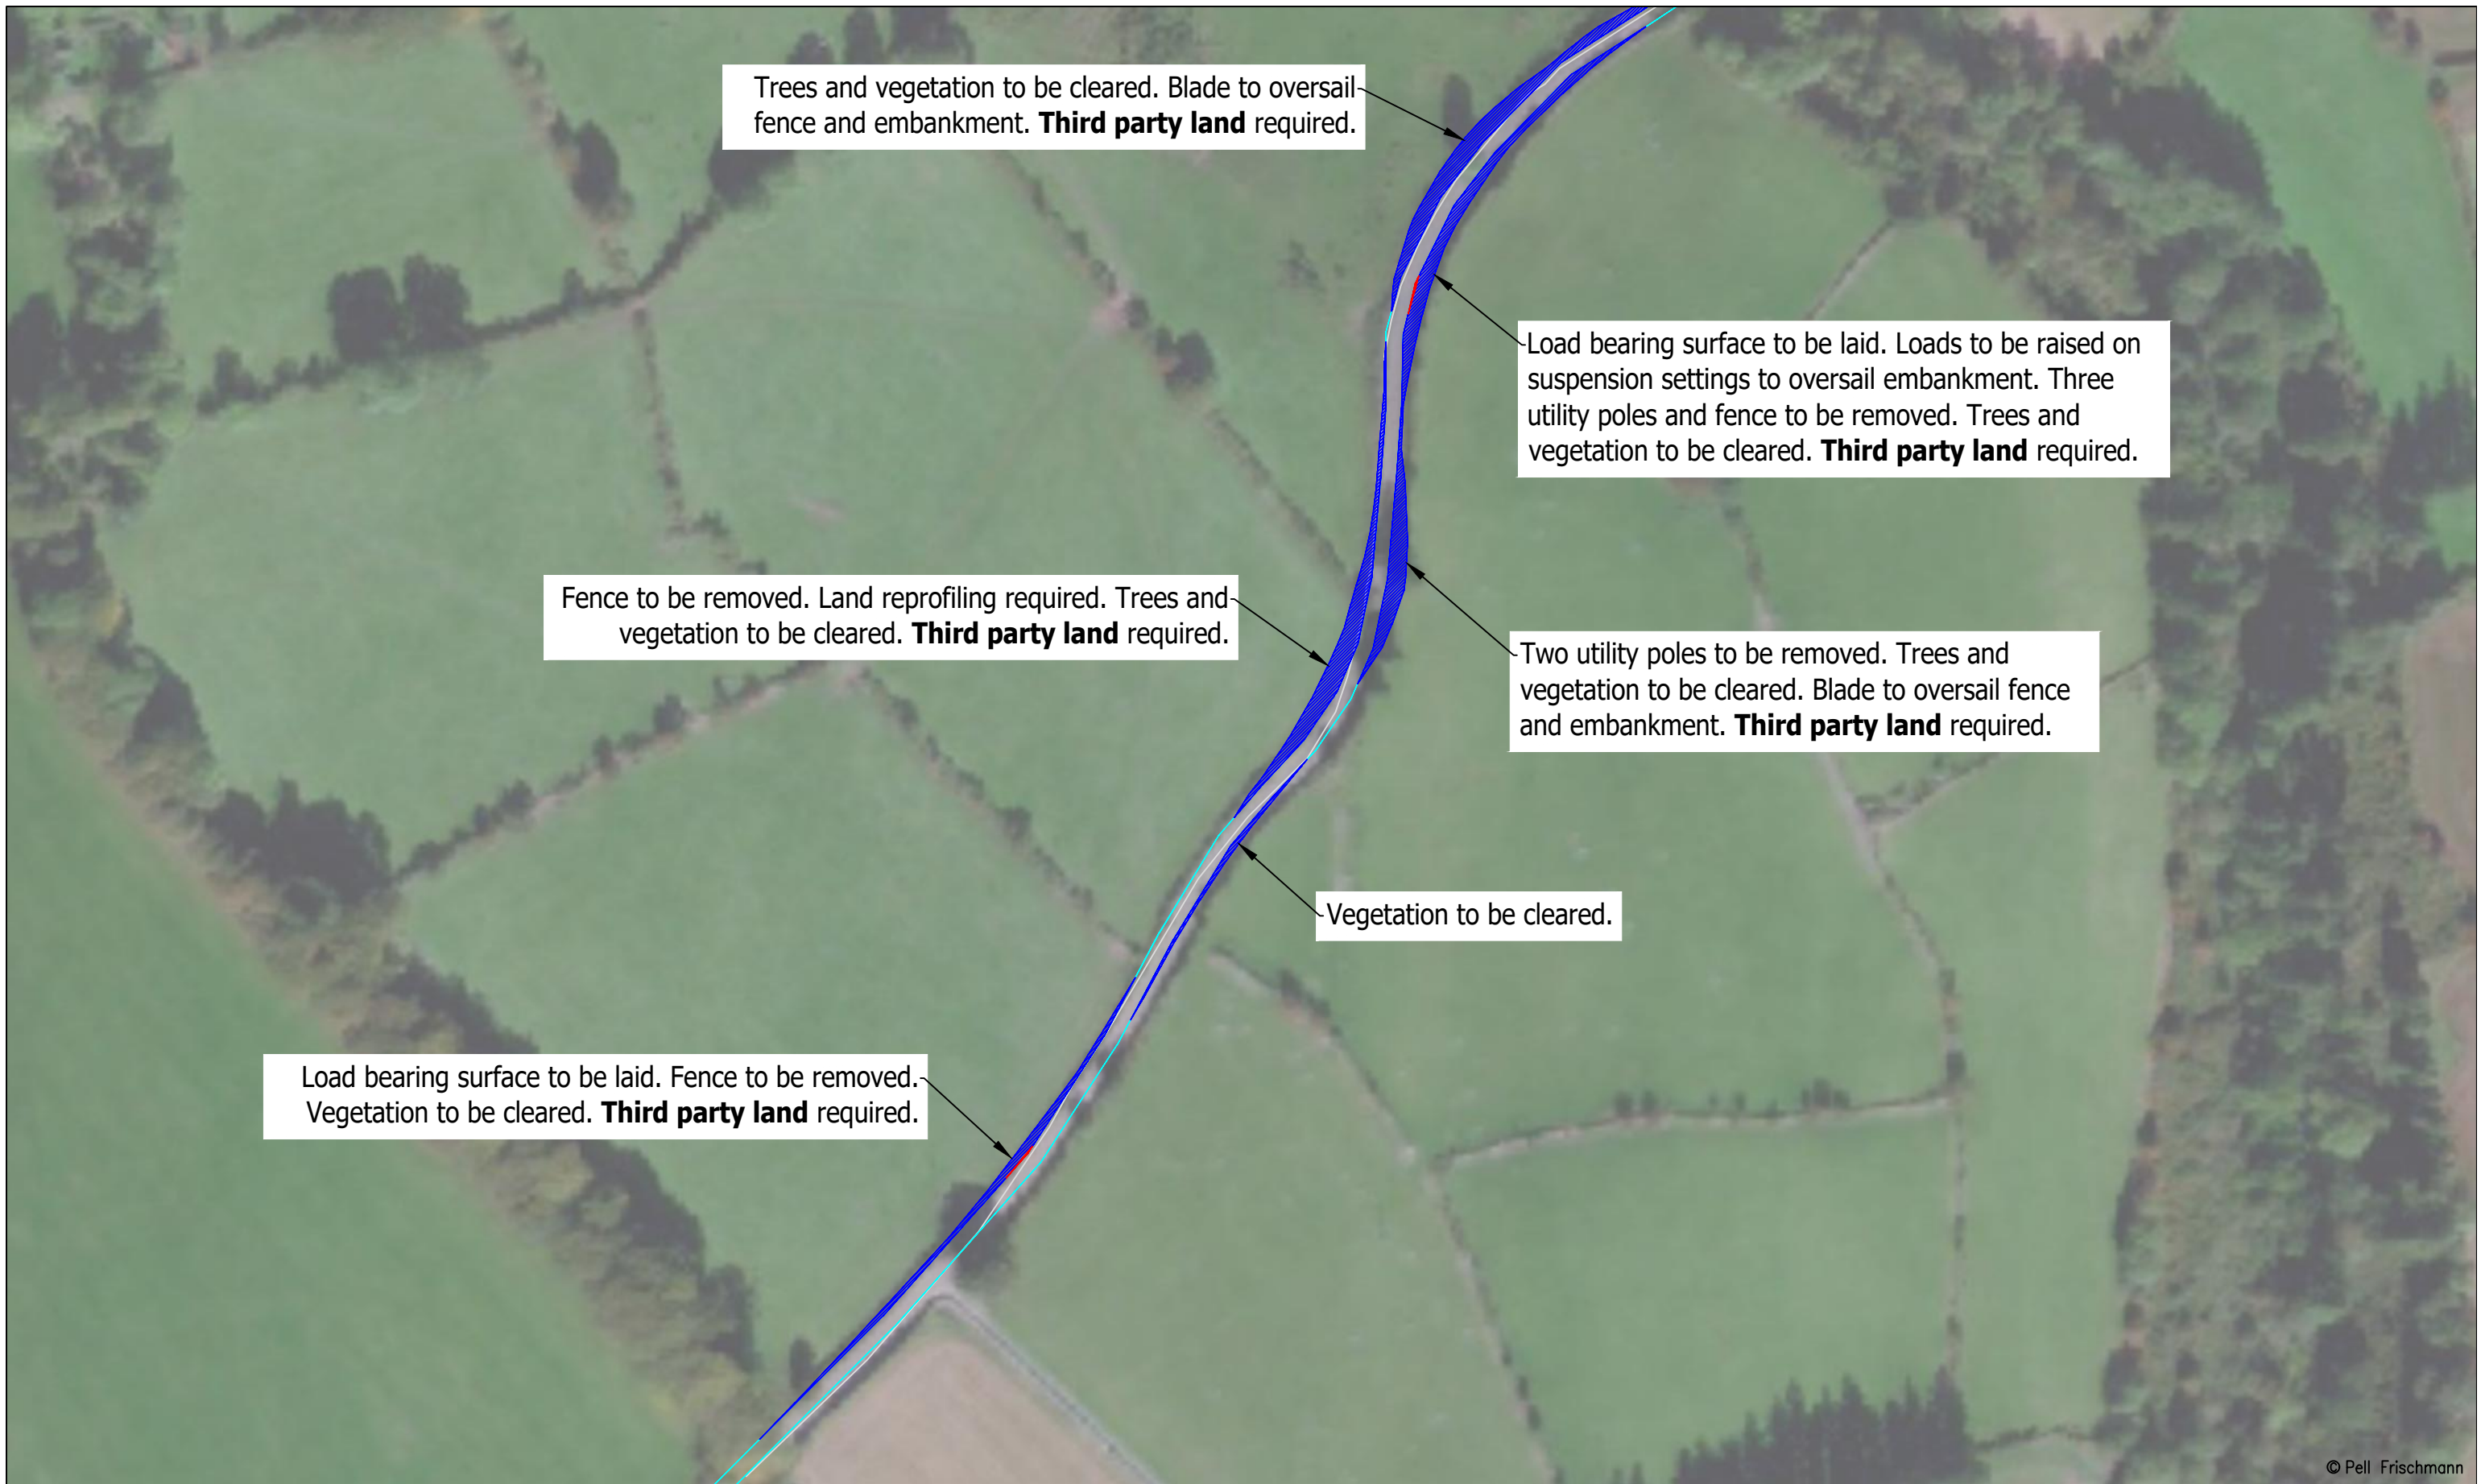 Trees and vegetation to be cleared. Blade to oversail
fence and embankment. Third party land required.
Load bearing surface to be laid. Loads to be raised on
suspension settings to oversail embankment. Three
utility poles and fence to be removed. Trees and
vegetation to be cleared. Third party land required.
Fence to be removed. Land reprofiling required. Trees and
vegetation to be cleared. Third party land required.
Two utility poles to be removed. Trees and
vegetation to be cleared. Blade to oversail fence
and embankment. Third party land required.
Vegetation to be cleared.
Load bearing surface to be laid. Fence to be removed.
Vegetation to be cleared. Third party land required.
© Pell Frischmann